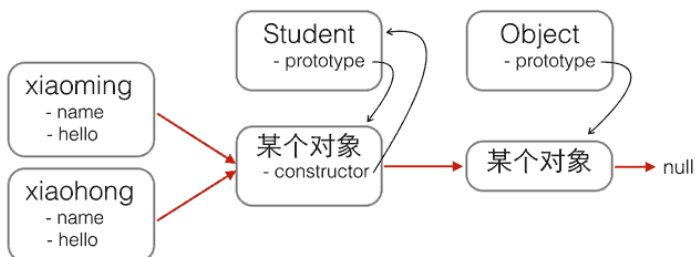 xiaoming
- name
- hello
xiaohong
- name
- hello
Student
- prototype
某个对象
- constructor
Object
- prototype
某个对象
null